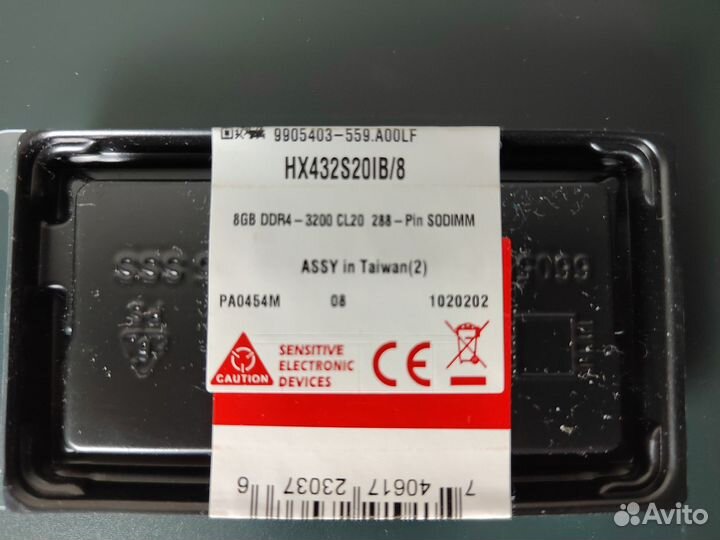 9905403-559.A00LF
HX432S20IB/8
8GB DDR4-3200 CL20 288-Pin SODIMM
ASSY in Taiwan(2)
PA0454M 08 1020202
CAUTION
SENSITIVE
ELECTRONIC
DEVICES
CE
7 40617 23037 6
Avito